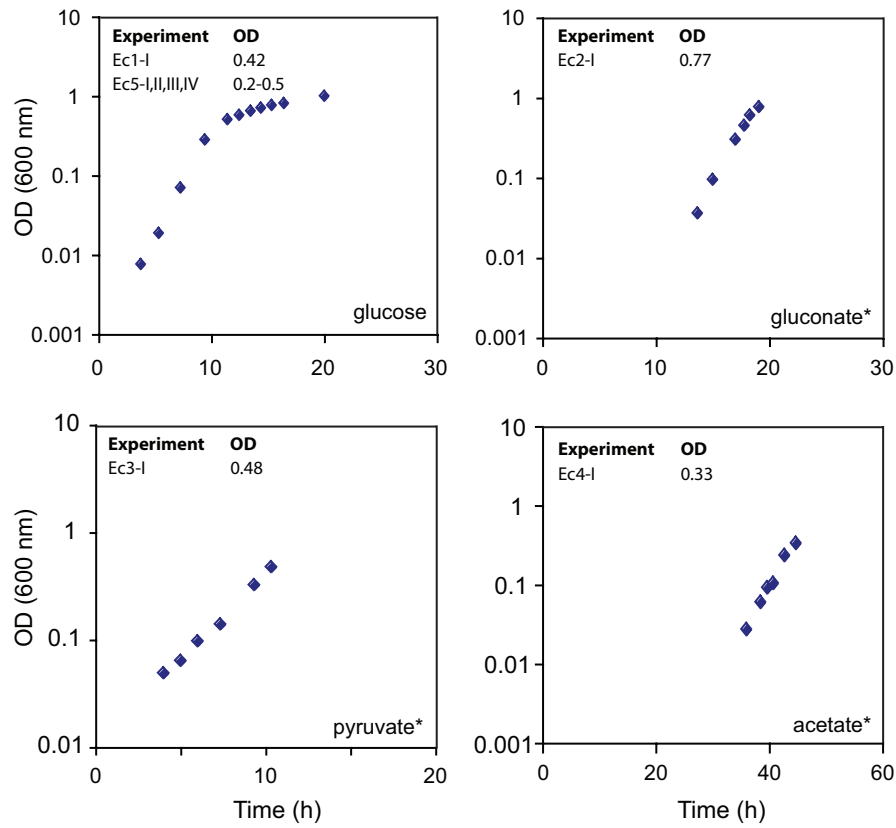 Experiment OD
Ec1-I 0.42
Ec5-I,II,III,IV 0.2-0.5
10
1
0.1
0.01
0.001
OD (600 nm)
glucose
0 10 20 30
Experiment OD
Ec2-I 0.77
10
1
0.1
0.01
0.001
gluconate*
0 10 20 30
Experiment OD
Ec3-I 0.48
10
1
0.1
0.01
OD (600 nm)
pyruvate*
0 10 20
Time (h)
Experiment OD
Ec4-I 0.33
10
1
0.1
0.01
0.001
acetate*
0 20 40 60
Time (h)